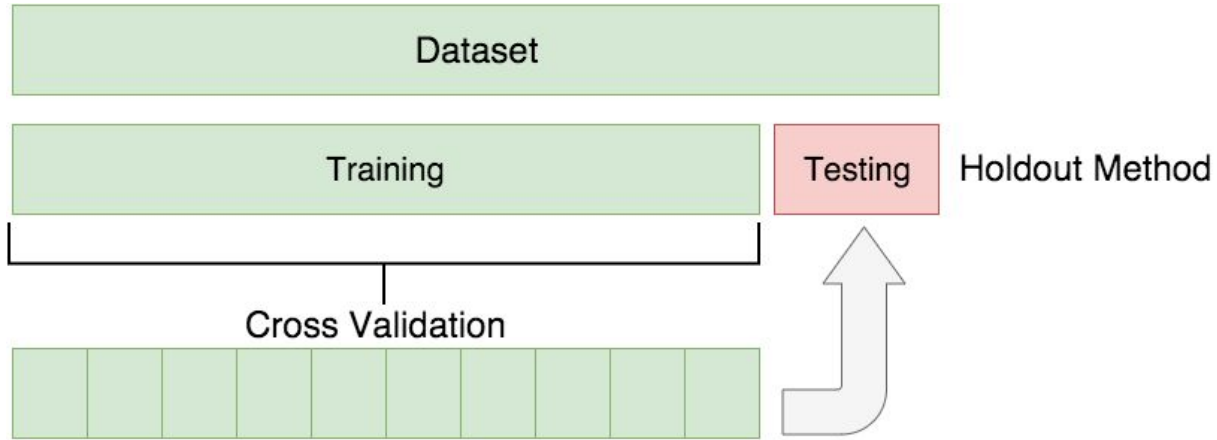 Dataset
Training
Testing
Holdout Method
Cross Validation